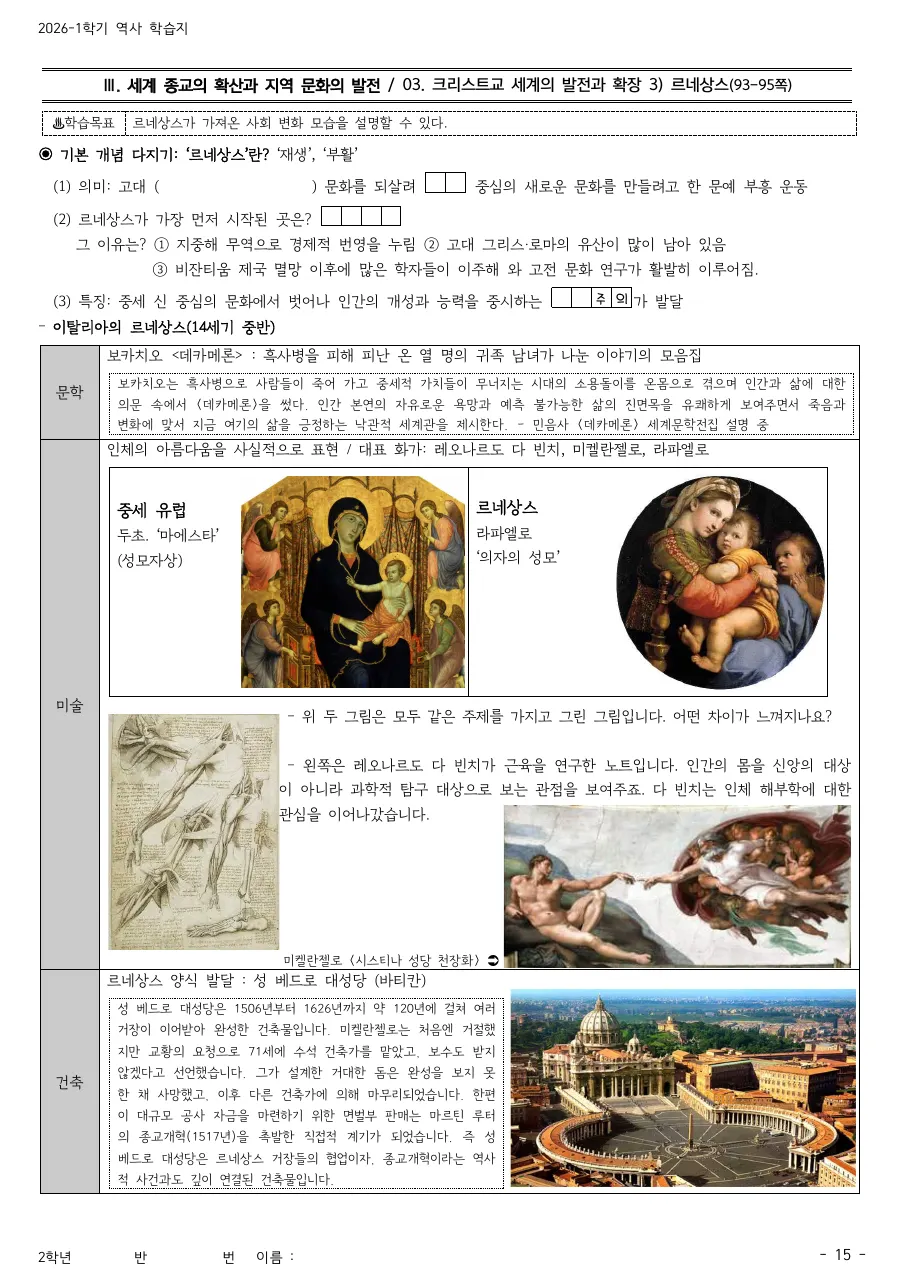 2026-1학기 역사 학습지
Ⅲ. 세계 종교의 확산과 지역 문화의 발전 / 03. 크리스트교 세계의 발전과 확장 3) 르네상스(93-95쪽)
♨학습목표 르네상스가 가져온 사회 변화 모습을 설명할 수 있다.
◉ 기본 개념 다지기: ‘르네상스’란? ‘재생’, ‘부활’
(1) 의미: 고대 ( ) 문화를 되살려 □□ 중심의 새로운 문화를 만들려고 한 문예 부흥 운동
(2) 르네상스가 가장 먼저 시작된 곳은? □□□□
그 이유는? ① 지중해 무역으로 경제적 번영을 누림 ② 고대 그리스·로마의 유산이 많이 남아 있음
③ 비잔티움 제국 멸망 이후에 많은 학자들이 이주해 와 고전 문화 연구가 활발히 이루어짐.
(3) 특징: 중세 신 중심의 문화에서 벗어나 인간의 개성과 능력을 중시하는 □□주의가 발달
- 이탈리아의 르네상스(14세기 중반)
문학
보카치오 <데카메론> : 흑사병을 피해 피난 온 열 명의 귀족 남녀가 나눈 이야기의 모음집
보카치오는 흑사병으로 사람들이 죽어 가고 중세적 가치들이 무너지는 시대의 소용돌이를 온몸으로 겪으며 인간과 삶에 대한
의문 속에서 <데카메론>을 썼다. 인간 본연의 자유로운 욕망과 예측 불가능한 삶의 진면목을 유쾌하게 보여주면서 죽음과
변화에 맞서 지금 여기의 삶을 긍정하는 낙관적 세계관을 제시한다. - 민음사 <데카메론> 세계문학전집 설명 중
미술
인체의 아름다움을 사실적으로 표현 / 대표 화가: 레오나르도 다 빈치, 미켈란젤로, 라파엘로
중세 유럽
두초. ‘마에스타’
(성모자상)
르네상스
라파엘로
‘의자의 성모’
- 위 두 그림은 모두 같은 주제를 가지고 그린 그림입니다. 어떤 차이가 느껴지나요?
- 왼쪽은 레오나르도 다 빈치가 근육을 연구한 노트입니다. 인간의 몸을 신앙의 대상
이 아니라 과학적 탐구 대상으로 보는 관점을 보여주죠. 다 빈치는 인체 해부학에 대한
관심을 이어나갔습니다.
미켈란젤로 <시스티나 성당 천장화> ➲
건축
르네상스 양식 발달 : 성 베드로 대성당 (바티칸)
성 베드로 대성당은 1506년부터 1626년까지 약 120년에 걸쳐 여러
거장이 이어받아 완성한 건축물입니다. 미켈란젤로는 처음엔 거절했
지만 교황의 요청으로 71세에 수석 건축가를 맡았고, 보수도 받지
않겠다고 선언했습니다. 그가 설계한 거대한 돔은 완성을 보지 못
한 채 사망했고, 이후 다른 건축가에 의해 마무리되었습니다. 한편
이 대규모 공사 자금을 마련하기 위한 면벌부 판매는 마르틴 루터
의 종교개혁(1517년)을 촉발한 직접적 계기가 되었습니다. 즉 성
베드로 대성당은 르네상스 거장들의 협업이자, 종교개혁이라는 역사
적 사건과도 깊이 연결된 건축물입니다.
2학년 반 번 이름 :
- 15 -